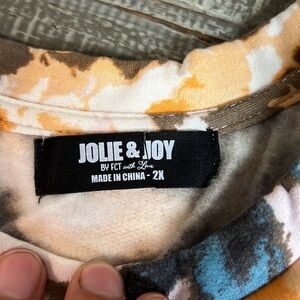 JOLIE & JOY
BY FCT with Love
MADE IN CHINA - 2X